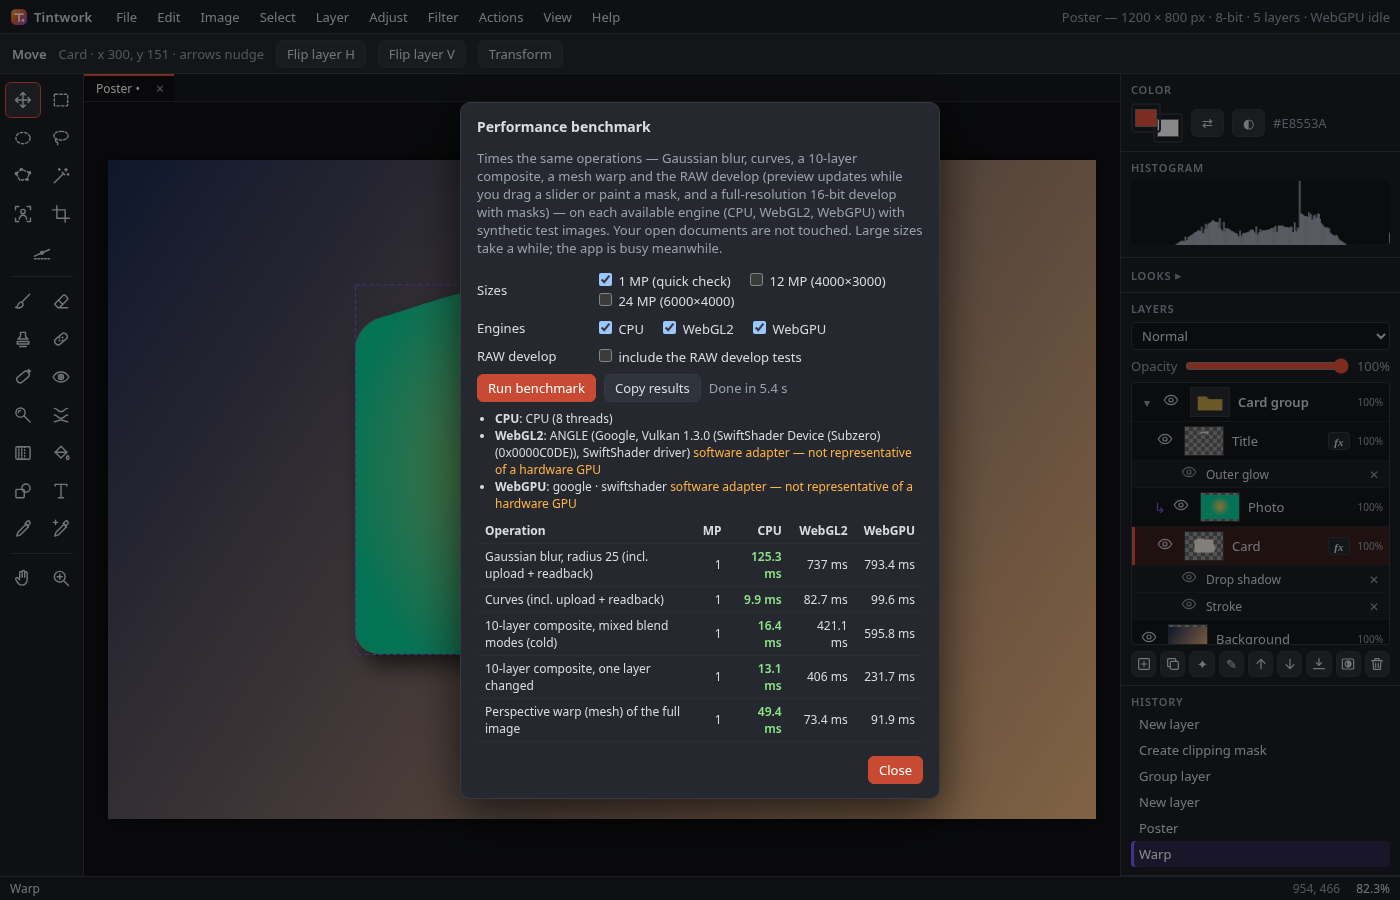 Tintwork File Edit Image Select Layer Adjust Filter Actions View Help Poster — 1200 × 800 px · 8-bit · 5 layers · WebGPU idle
Move Card · x 300, y 151 · arrows nudge Flip layer H Flip layer V Transform
Poster • ×
Performance benchmark
Times the same operations — Gaussian blur, curves, a 10-layer
composite, a mesh warp and the RAW develop (preview updates while
you drag a slider or paint a mask, and a full-resolution 16-bit develop
with masks) — on each available engine (CPU, WebGL2, WebGPU) with
synthetic test images. Your open documents are not touched. Large sizes
take a while; the app is busy meanwhile.
Sizes 1 MP (quick check) 12 MP (4000×3000)
24 MP (6000×4000)
Engines CPU WebGL2 WebGPU
RAW develop include the RAW develop tests
Run benchmark Copy results Done in 5.4 s
• CPU: CPU (8 threads)
• WebGL2: ANGLE (Google, Vulkan 1.3.0 (SwiftShader Device (Subzero)
(0x0000C0DE)), SwiftShader driver) software adapter — not representative
of a hardware GPU
• WebGPU: google · swiftshader software adapter — not representative of a
hardware GPU
Operation MP CPU WebGL2 WebGPU
Gaussian blur, radius 25 (incl.
upload + readback) 1 125.3 ms 737 ms 793.4 ms
Curves (incl. upload + readback) 1 9.9 ms 82.7 ms 99.6 ms
10-layer composite, mixed blend
modes (cold) 1 16.4 ms 421.1 ms 595.8 ms
10-layer composite, one layer
changed 1 13.1 ms 406 ms 231.7 ms
Perspective warp (mesh) of the full
image 1 49.4 ms 73.4 ms 91.9 ms
Close
COLOR
#E8553A
HISTOGRAM
LOOKS ▸
LAYERS
Normal
Opacity 100%
Card group 100%
Title fx 100%
Outer glow ×
Photo 100%
Card fx 100%
Drop shadow ×
Stroke ×
Background 100%
HISTORY
New layer
Create clipping mask
Group layer
New layer
Poster
Warp
Warp 954, 466 82.3%